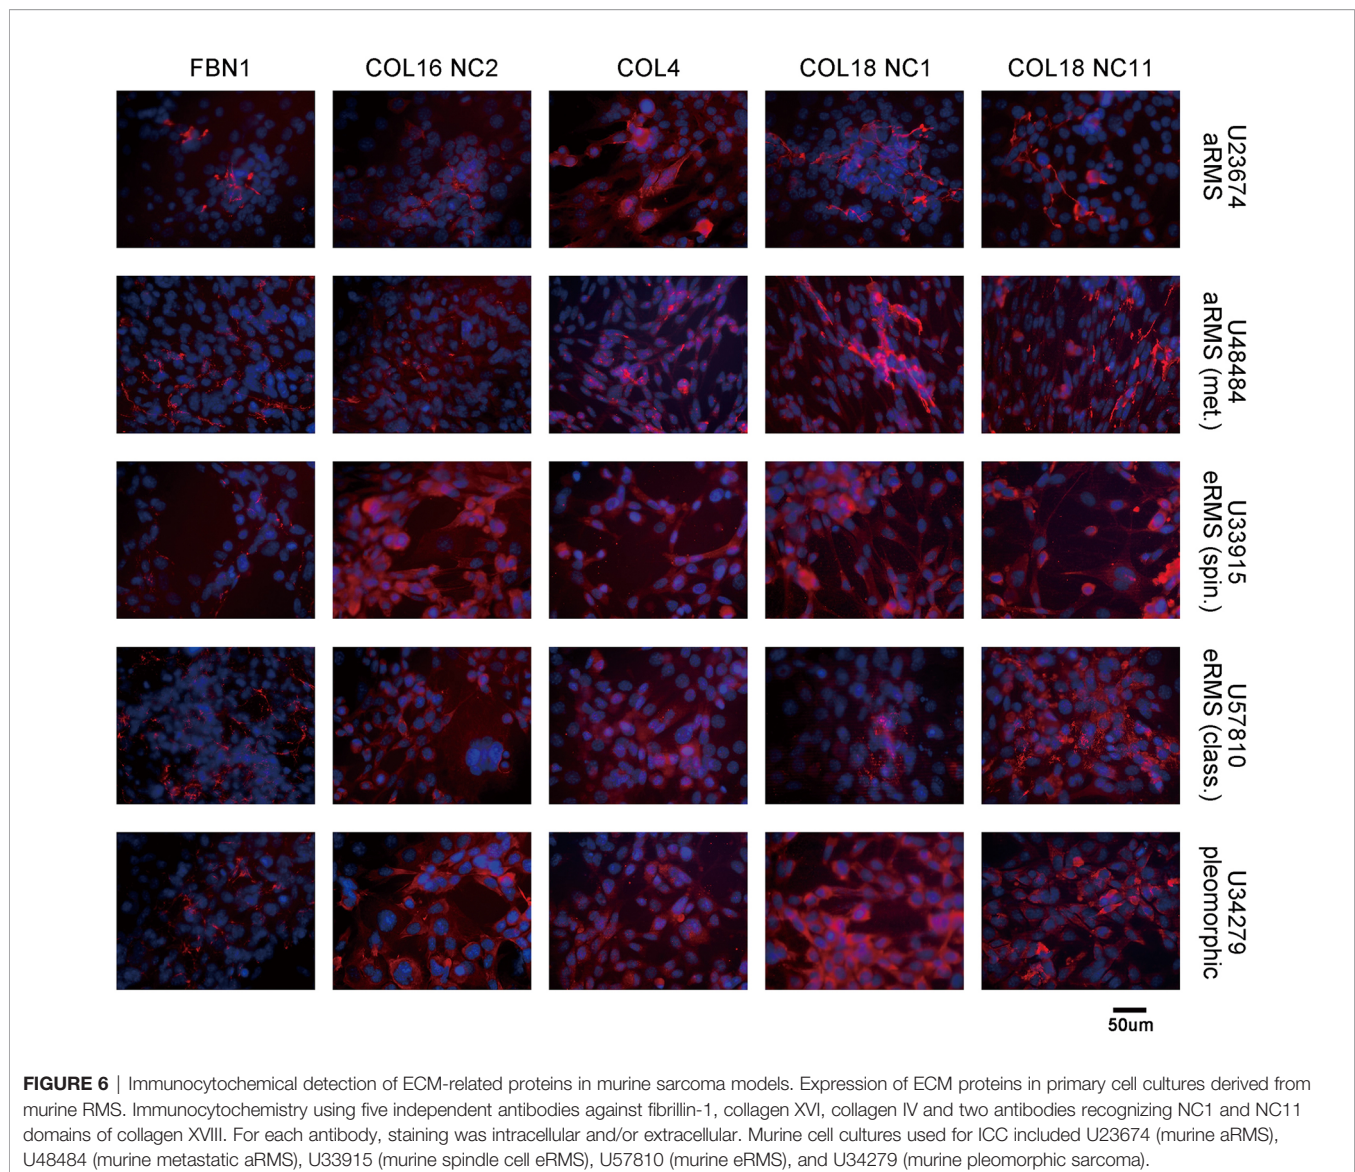 FBN1 COL16 NC2 COL4 COL18 NC1 COL18 NC11
U23674
aRMS
U48484
aRMS (met.)
U33915
eRMS (spin.)
U57810
eRMS (class.)
U34279
pleomorphic
50um
FIGURE 6 | Immunocytochemical detection of ECM-related proteins in murine sarcoma models. Expression of ECM proteins in primary cell cultures derived from
murine RMS. Immunocytochemistry using five independent antibodies against fibrillin-1, collagen XVI, collagen IV and two antibodies recognizing NC1 and NC11
domains of collagen XVIII. For each antibody, staining was intracellular and/or extracellular. Murine cell cultures used for ICC included U23674 (murine aRMS),
U48484 (murine metastatic aRMS), U33915 (murine spindle cell eRMS), U57810 (murine eRMS), and U34279 (murine pleomorphic sarcoma).